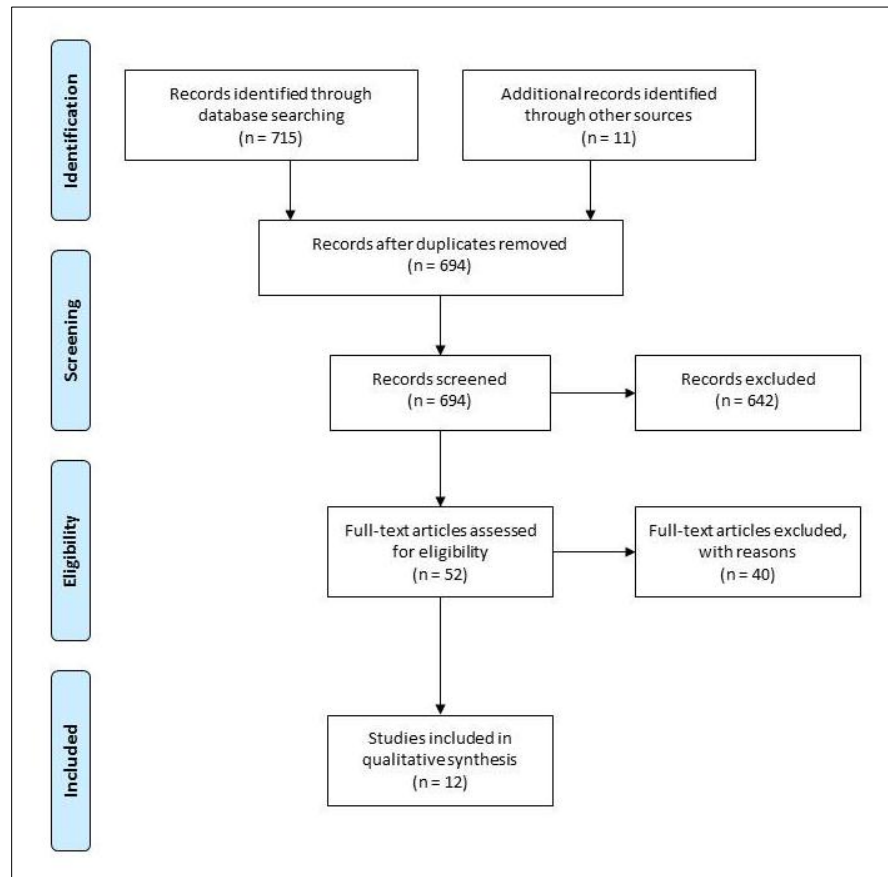 Identification
Records identified through
database searching
(n = 715)
Additional records identified
through other sources
(n = 11)
Records after duplicates removed
(n = 694)
Screening
Records screened
(n = 694)
Records excluded
(n = 642)
Eligibility
Full-text articles assessed
for eligibility
(n = 52)
Full-text articles excluded,
with reasons
(n = 40)
Included
Studies included in
qualitative synthesis
(n = 12)